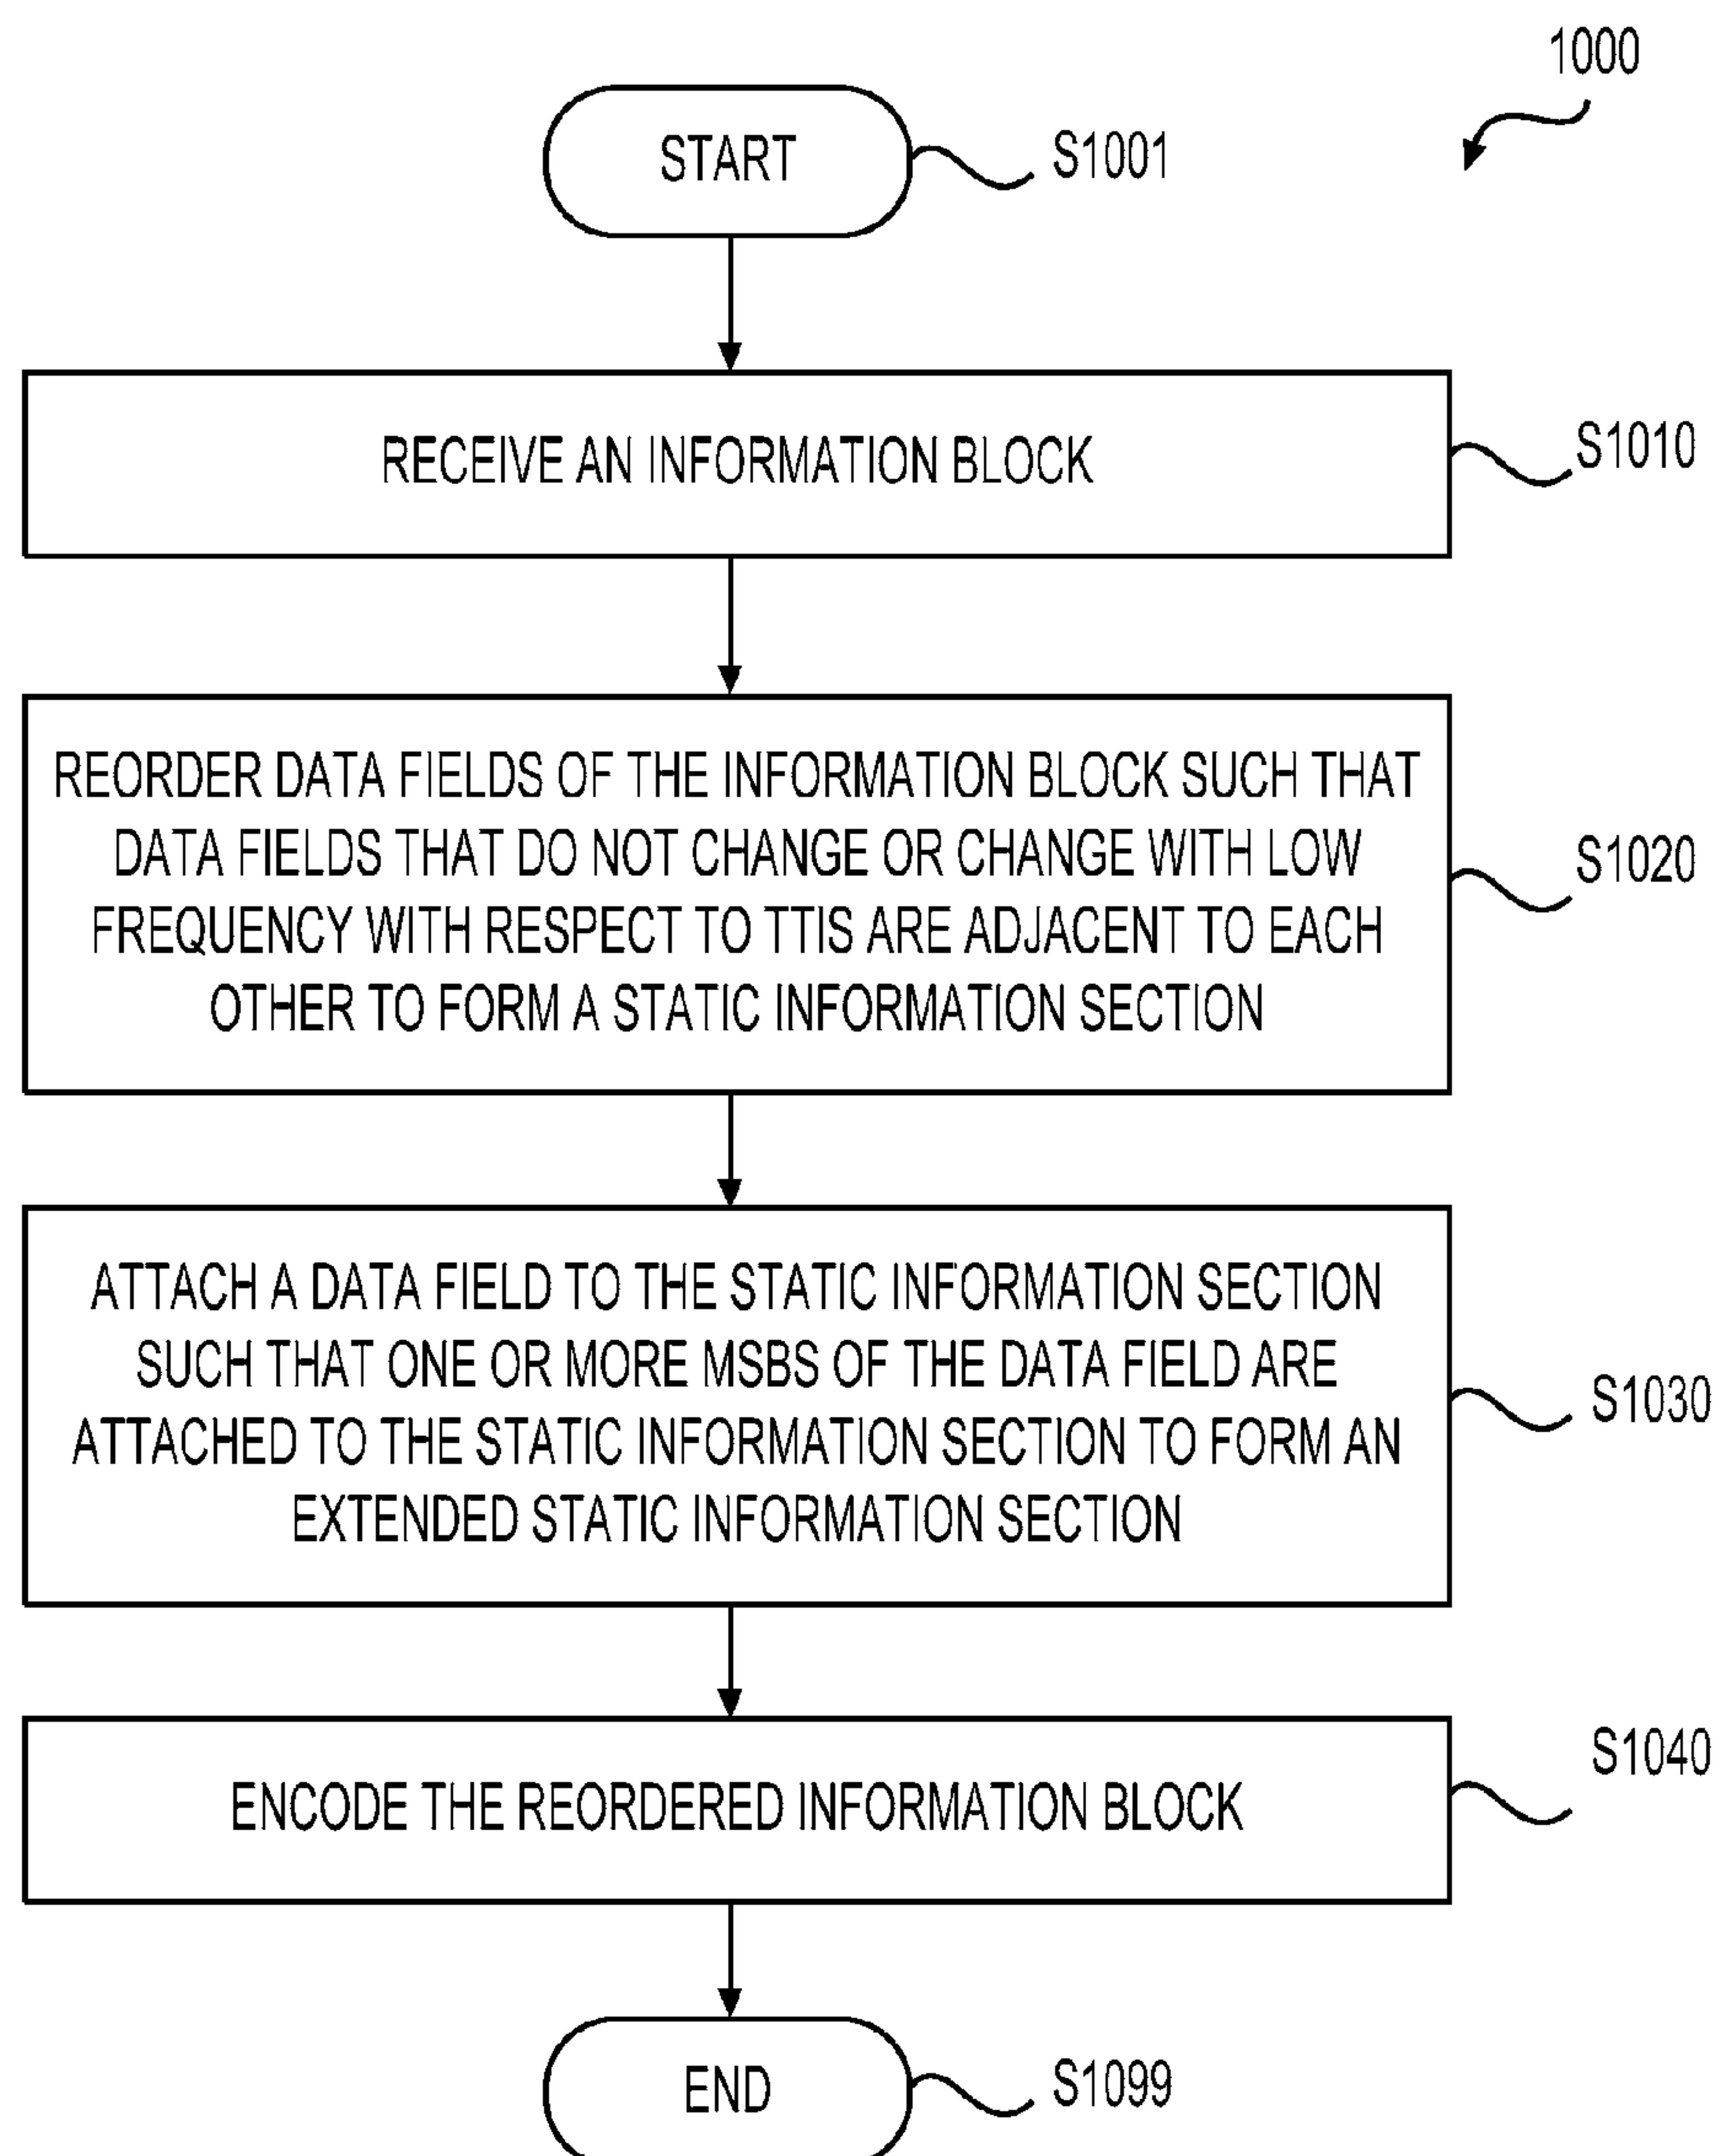 1000
START
S1001
RECEIVE AN INFORMATION BLOCK
S1010
REORDER DATA FIELDS OF THE INFORMATION BLOCK SUCH THAT
DATA FIELDS THAT DO NOT CHANGE OR CHANGE WITH LOW
FREQUENCY WITH RESPECT TO TTIS ARE ADJACENT TO EACH
OTHER TO FORM A STATIC INFORMATION SECTION
S1020
ATTACH A DATA FIELD TO THE STATIC INFORMATION SECTION
SUCH THAT ONE OR MORE MSBS OF THE DATA FIELD ARE
ATTACHED TO THE STATIC INFORMATION SECTION TO FORM AN
EXTENDED STATIC INFORMATION SECTION
S1030
ENCODE THE REORDERED INFORMATION BLOCK
S1040
END
S1099